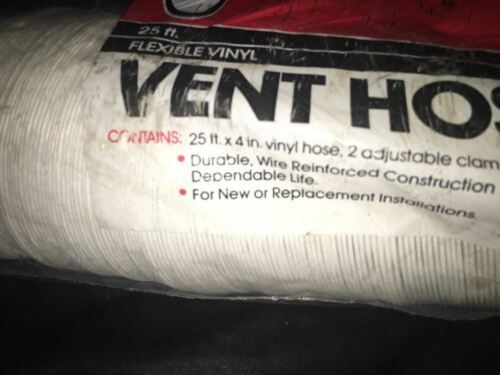 25 ft.
FLEXIBLE VINYL
VENT HOS
CONTAINS: 25 ft. x 4 in. vinyl hose, 2 adjustable clam
• Durable, Wire Reinforced Construction
Dependable Life.
• For New or Replacement Installations.